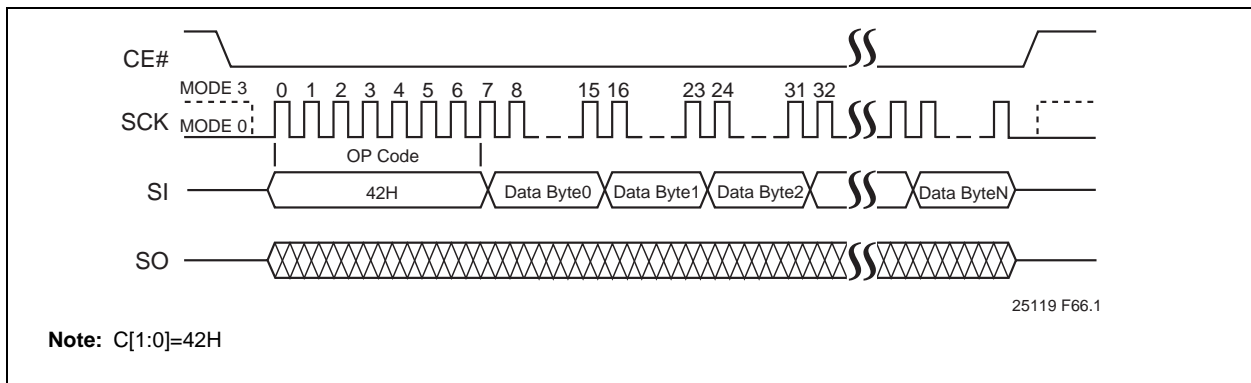 CE#
MODE 3
0 1 2 3 4 5 6 7 8 15 16 23 24 31 32
SCK
MODE 0
OP Code
SI
42H Data Byte0 Data Byte1 Data Byte2 Data ByteN
SO
25119 F66.1
Note: C[1:0]=42H